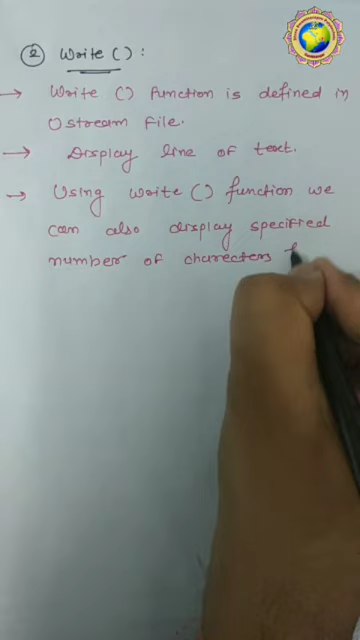 ② Write () :
→ Write () Function is defined in
Ostream File.
→ Display line of text.
→ Using Write () function we
can also display specified
number of charecters